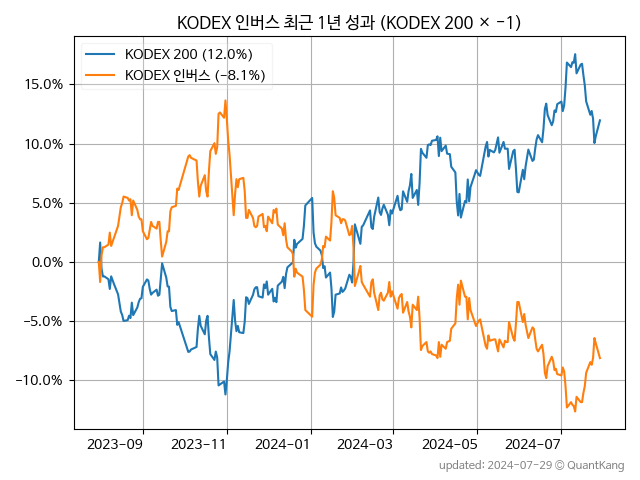 KODEX 인버스 최근 1년 성과 (KODEX 200 × −1)
KODEX 200 (12.0%)
KODEX 인버스 (−8.1%)
15.0%
10.0%
5.0%
0.0%
−5.0%
−10.0%
2023-09 2023-11 2024-01 2024-03 2024-05 2024-07
updated: 2024-07-29 © QuantKang